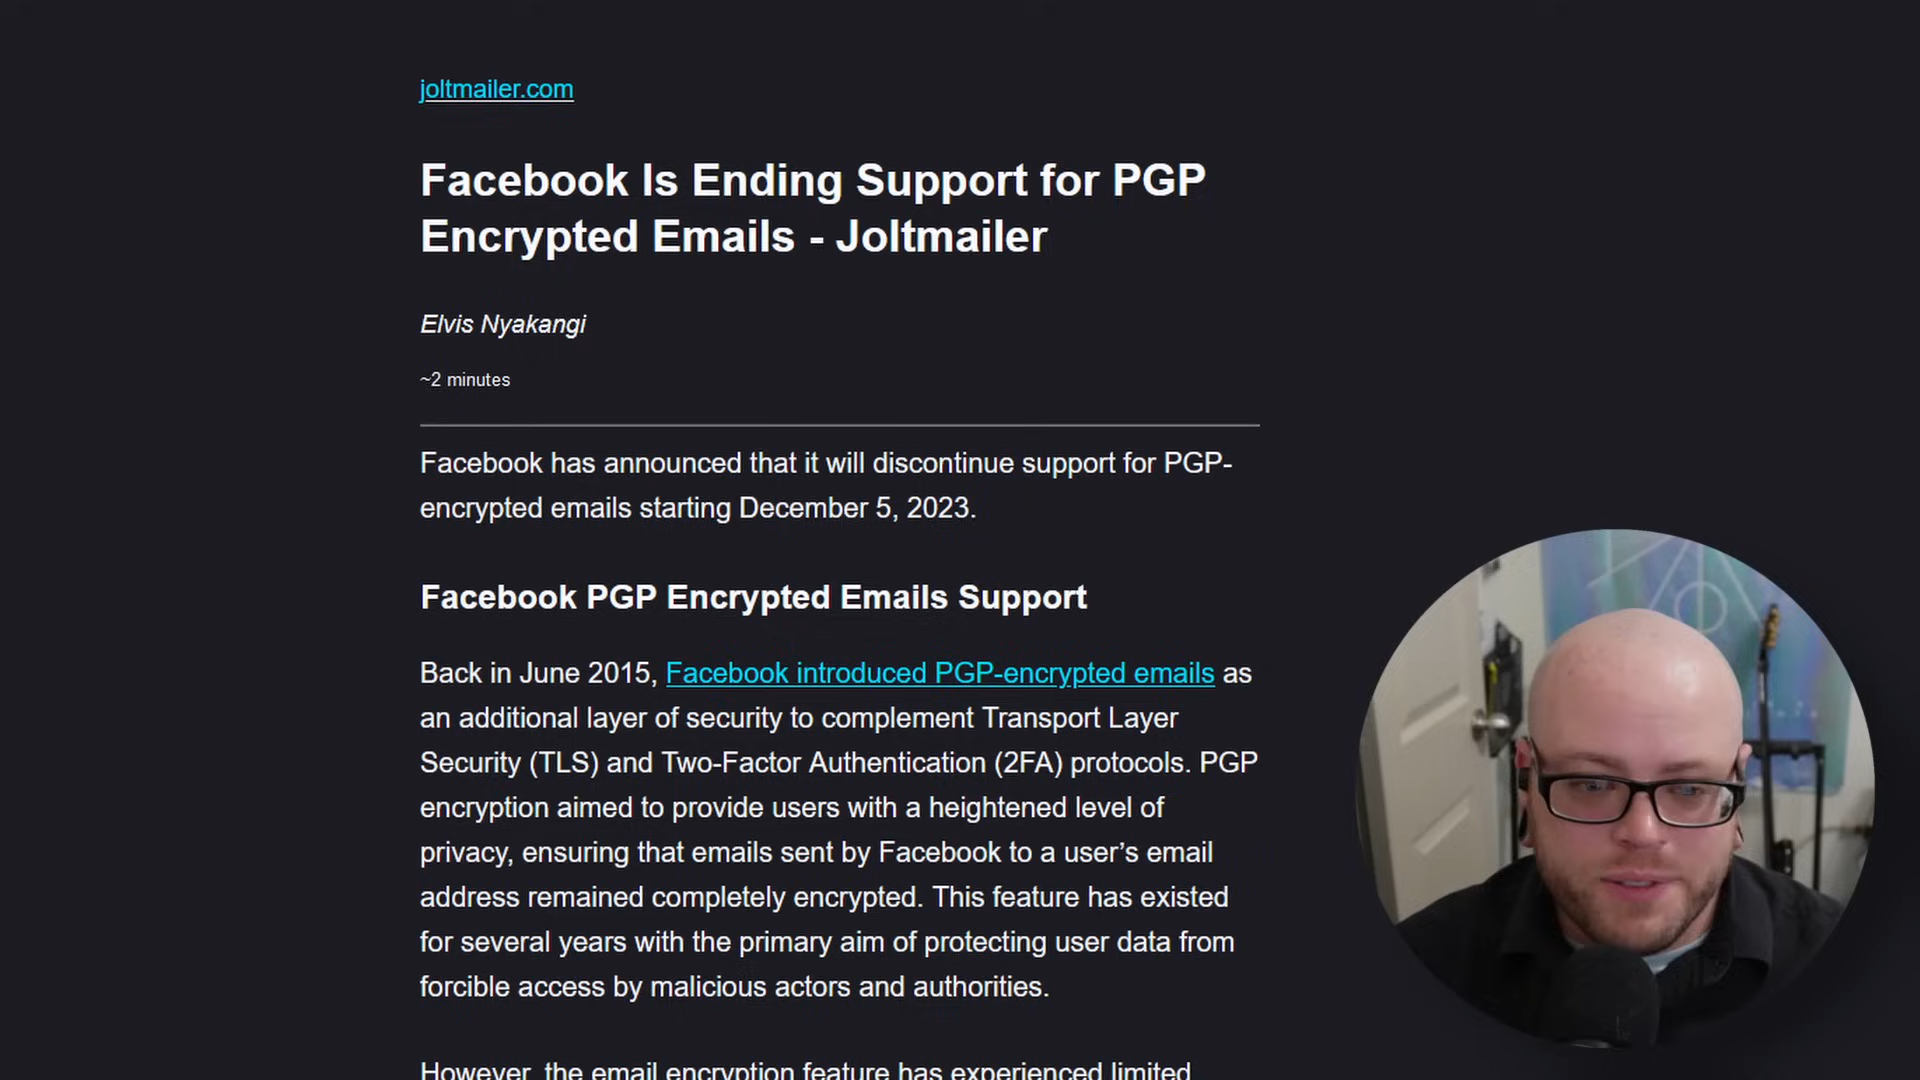 joltmailer.com
Facebook Is Ending Support for PGP
Encrypted Emails - Joltmailer
Elvis Nyakangi
~2 minutes
Facebook has announced that it will discontinue support for PGP-
encrypted emails starting December 5, 2023.
Facebook PGP Encrypted Emails Support
Back in June 2015, Facebook introduced PGP-encrypted emails as
an additional layer of security to complement Transport Layer
Security (TLS) and Two-Factor Authentication (2FA) protocols. PGP
encryption aimed to provide users with a heightened level of
privacy, ensuring that emails sent by Facebook to a user’s email
address remained completely encrypted. This feature has existed
for several years with the primary aim of protecting user data from
forcible access by malicious actors and authorities.
However, the email encryption feature has experienced limited